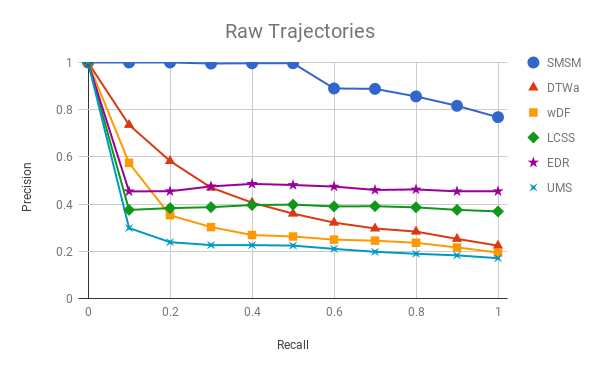 Raw Trajectories
Precision
1
0.8
0.6
0.4
0.2
0
0 0.2 0.4 0.6 0.8 1
Recall
SMSM
DTWa
wDF
LCSS
EDR
UMS